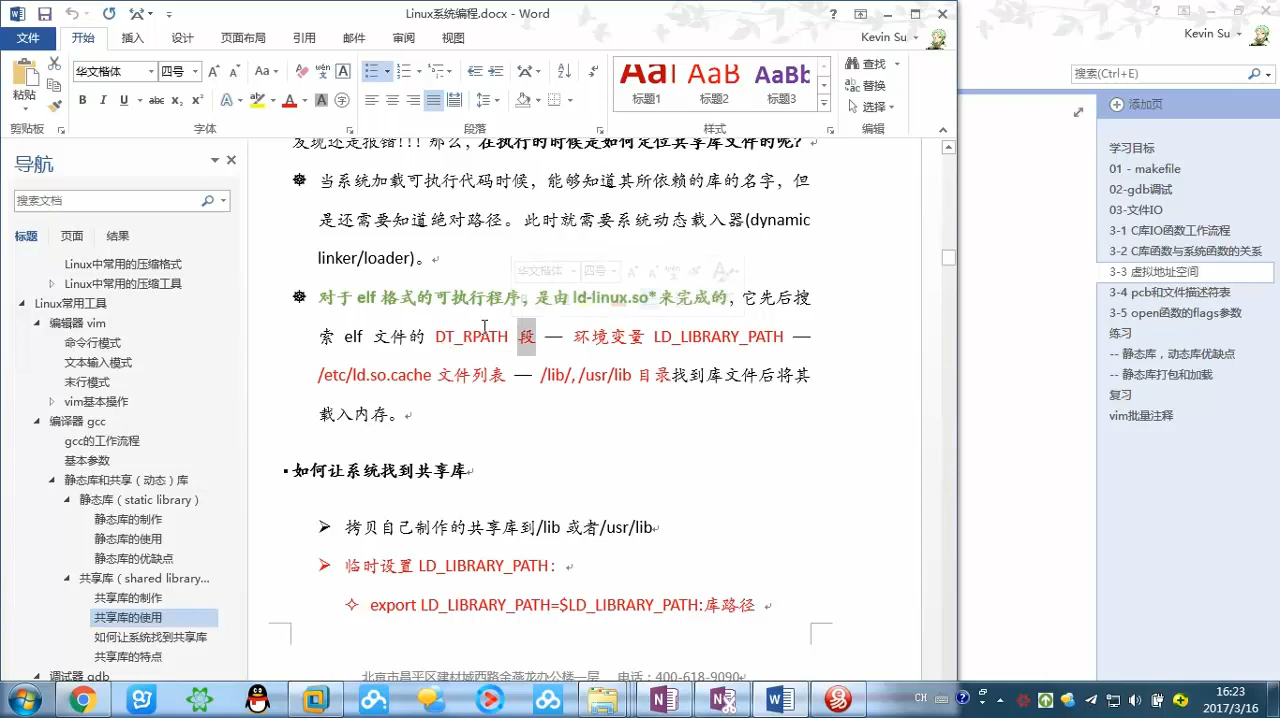 Linux系统编程.docx - Word
文件 开始 插入 设计 页面布局 引用 邮件 审阅 视图
Kevin Su
Kevin Su
华文楷体 四号
粘贴
标题1 标题2 标题3
查找
替换
选择
剪贴板 字体 段落 样式 编辑
搜索(Ctrl+E)
添加页
导航
搜索文档
标题 页面 结果
Linux中常用的压缩格式
Linux中常用的压缩工具
Linux常用工具
编辑器 vim
命令行模式
文本输入模式
末行模式
vim基本操作
编译器 gcc
gcc的工作流程
基本参数
静态库和共享（动态）库
静态库（static library）
静态库的制作
静态库的使用
静态库的优缺点
共享库（shared library...
共享库的制作
共享库的使用
如何让系统找到共享库
共享库的特点
调试器 gdb
发现还是报错!!! 那么,在执行的时候是如何定位共享库文件的呢?
当系统加载可执行代码时候，能够知道其所依赖的库的名字，但
是还需要知道绝对路径。此时就需要系统动态载入器(dynamic
linker/loader)。
对于 elf 格式的可执行程序，是由 ld-linux.so*来完成的，它先后搜
索 elf 文件的 DT_RPATH 段 — 环境变量 LD_LIBRARY_PATH —
/etc/ld.so.cache 文件列表 — /lib/,/usr/lib 目录找到库文件后将其
载入内存。
如何让系统找到共享库
拷贝自己制作的共享库到/lib 或者/usr/lib
临时设置 LD_LIBRARY_PATH：
export LD_LIBRARY_PATH=$LD_LIBRARY_PATH:库路径
北京市昌平区建材城西路金燕龙办公楼一层 电话：400-618-9090
华文楷体 四号
学习目标
01 - makefile
02-gdb调试
03-文件IO
3-1 C库IO函数工作流程
3-2 C库函数与系统函数的关系
3-3 虚拟地址空间
3-4 pcb和文件描述符表
3-5 open函数的flags参数
练习
-- 静态库，动态库优缺点
-- 静态库打包和加载
复习
vim批量注释
CH
16:23
2017/3/16